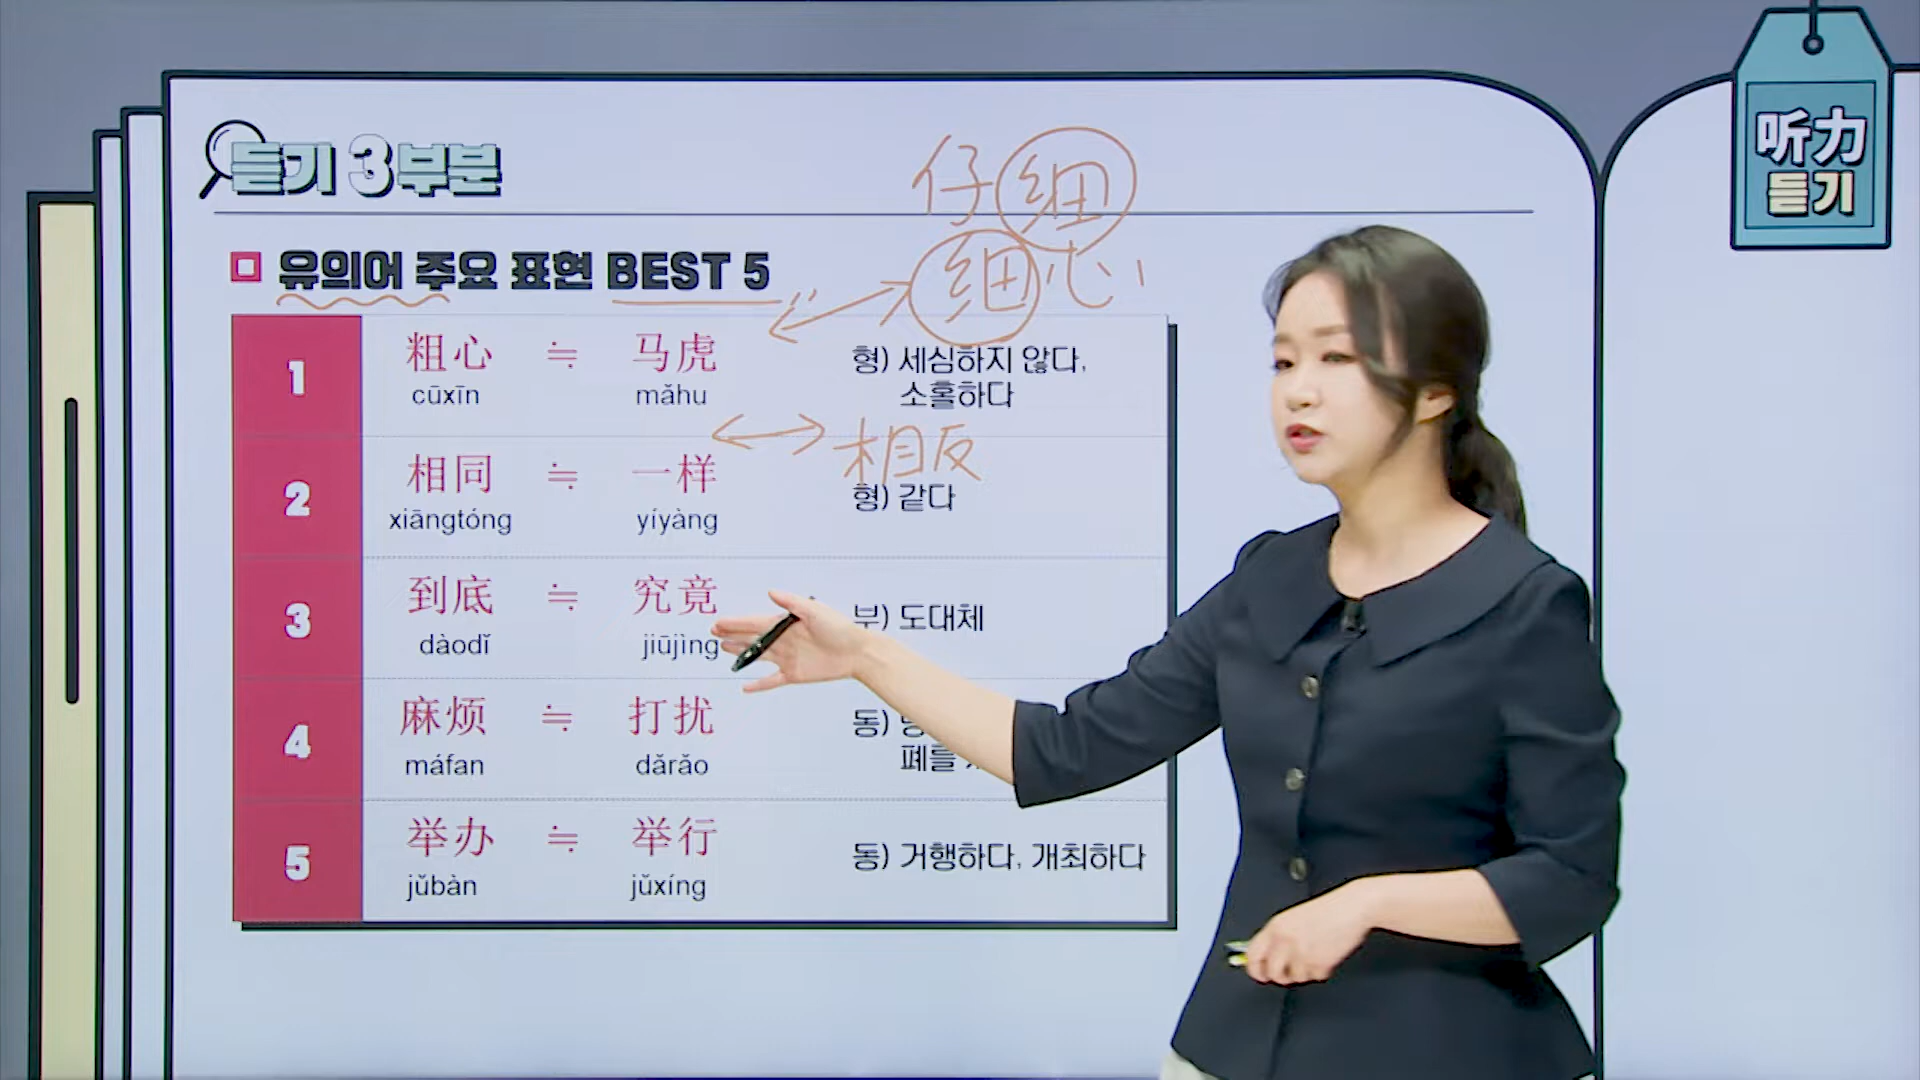 듣기 3부분
听力
듣기
仔细
细心
유의어 주요 표현 BEST 5
1
粗心 ≒ 马虎
cūxīn
mǎhu
형) 세심하지 않다,
소홀하다
相反
2
相同 ≒ 一样
xiāngtóng
yíyàng
형) 같다
3
到底 ≒ 究竟
dàodǐ
jiūjìng
부) 도대체
4
麻烦 ≒ 打扰
máfan
dǎrǎo
동)
폐를
5
举办 ≒ 举行
jǔbàn
jǔxíng
동) 거행하다, 개최하다